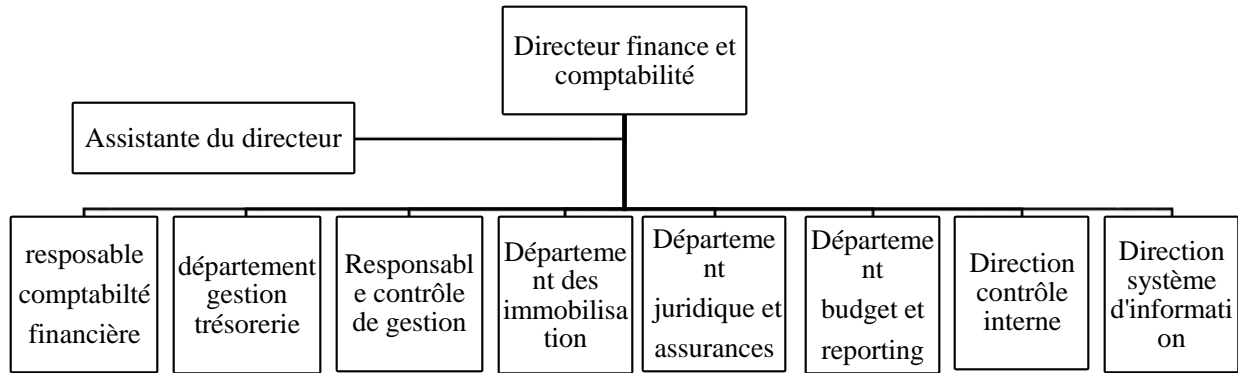 Directeur finance et
comptabilité
Assistante du directeur
resposable
comptabilté
financière
département
gestion
trésorerie
Responsabl
e contrôle
de gestion
Départeme
nt des
immobilisa
tion
Départeme
nt
juridique et
assurances
Départeme
nt
budget et
reporting
Direction
contrôle
interne
Direction
système
d'informati
on